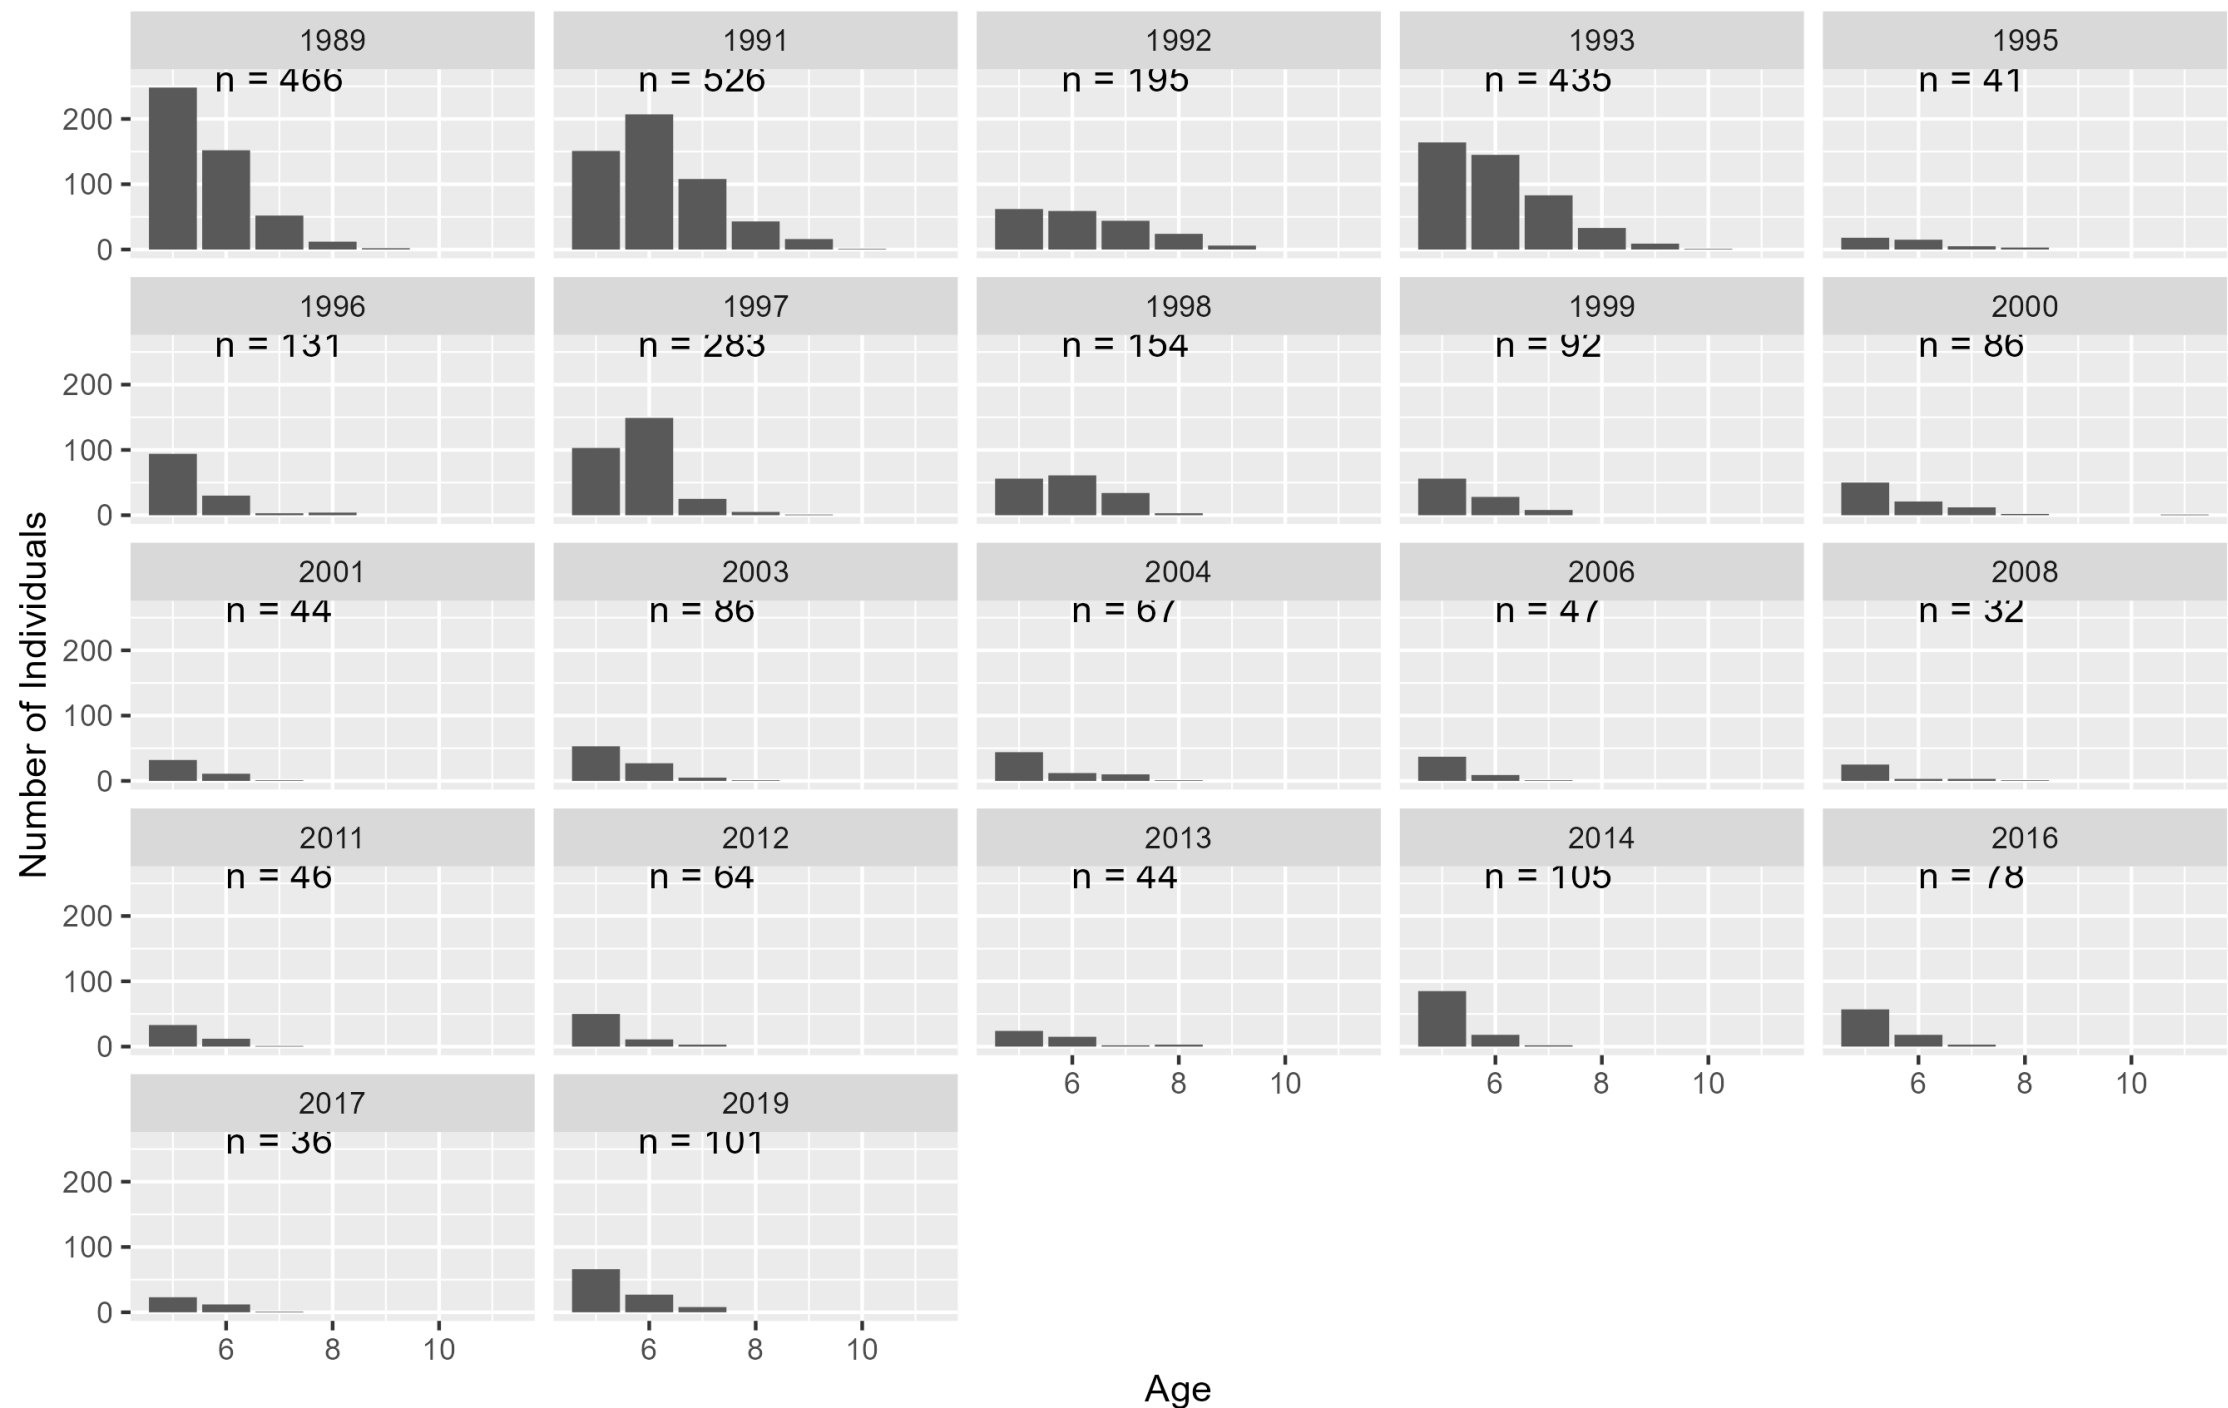 1989 1991 1992 1993 1995
n = 466 n = 526 n = 195 n = 435 n = 41
200
100
0
1996 1997 1998 1999 2000
n = 131 n = 283 n = 154 n = 92 n = 86
200
100
0
2001 2003 2004 2006 2008
n = 44 n = 86 n = 67 n = 47 n = 32
200
100
0
2011 2012 2013 2014 2016
n = 46 n = 64 n = 44 n = 105 n = 78
200
100
0
6 8 10 6 8 10 6 8 10
2017 2019
n = 36 n = 101
200
100
0
6 8 10 6 8 10
Number of Individuals
Age